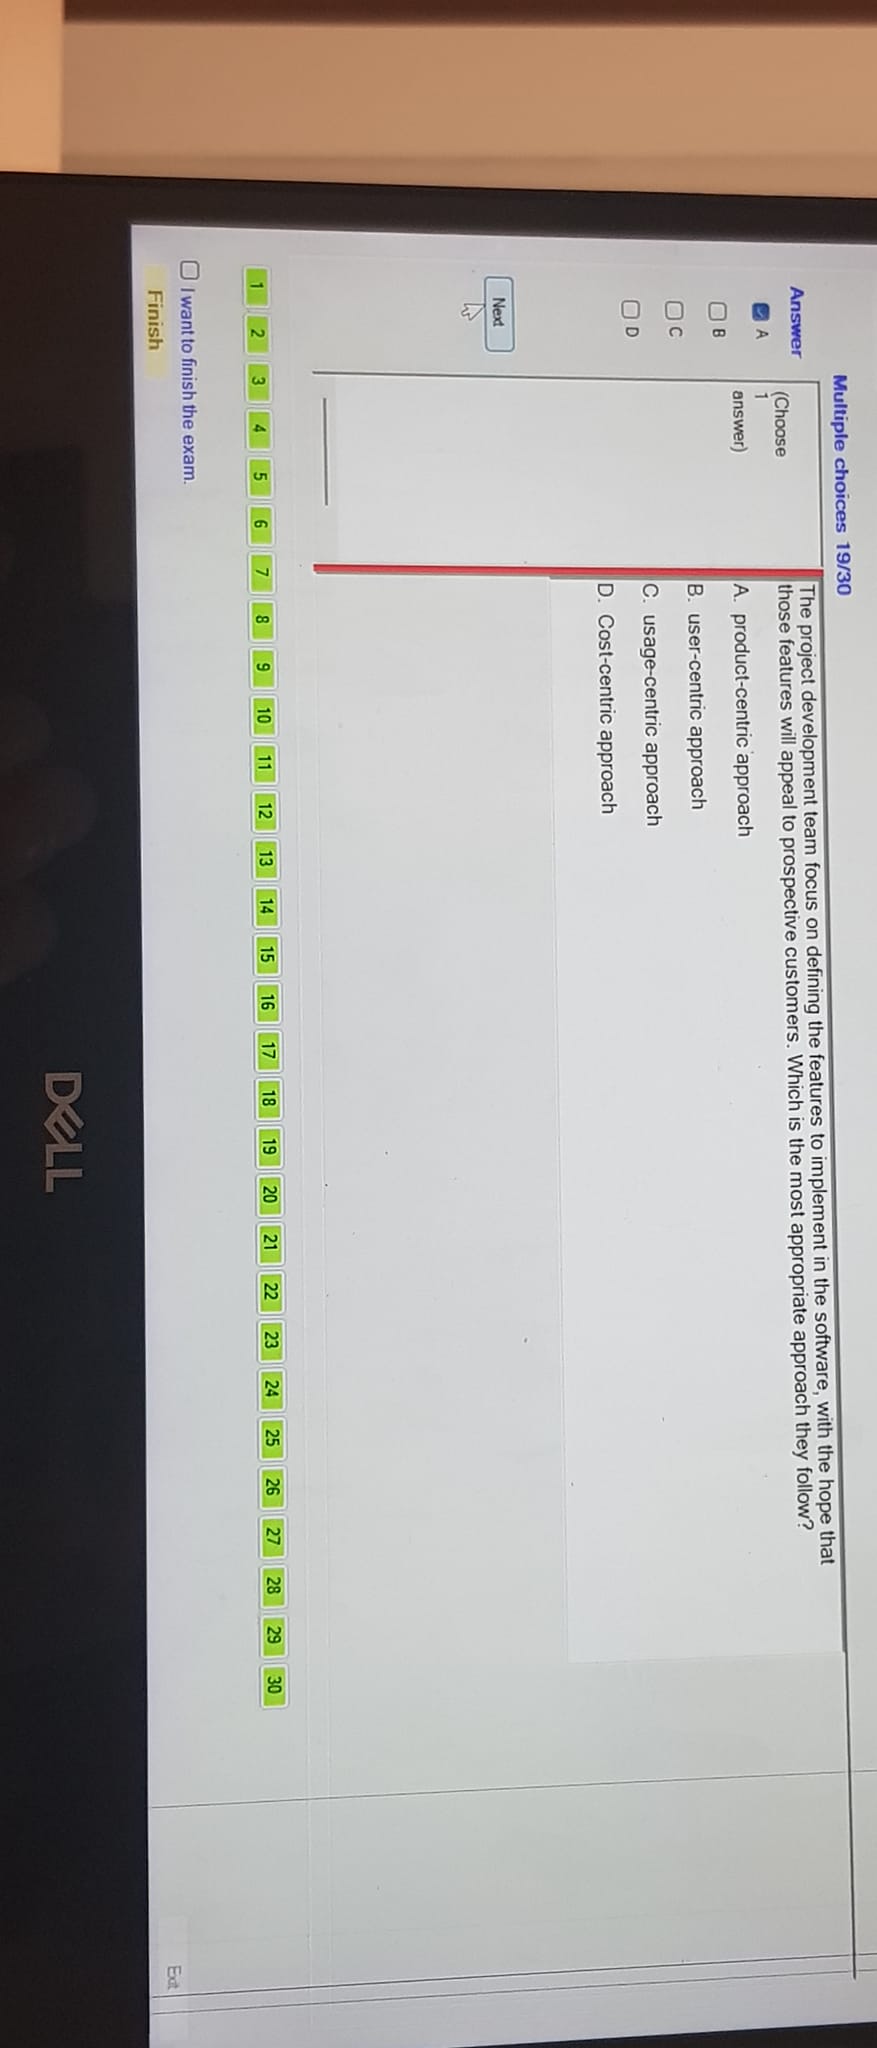 Multiple choices 19/30
Answer
A
B
C
D
(Choose
1
answer)
The project development team focus on defining the features to implement in the software, with the hope that
those features will appeal to prospective customers. Which is the most appropriate approach they follow?
A. product-centric approach
B. user-centric approach
C. usage-centric approach
D. Cost-centric approach
Next
1 2 3 4 5 6 7 8 9 10 11 12 13 14 15 16 17 18 19 20 21 22 23 24 25 26 27 28 29 30
I want to finish the exam.
Finish
Exit
DELL